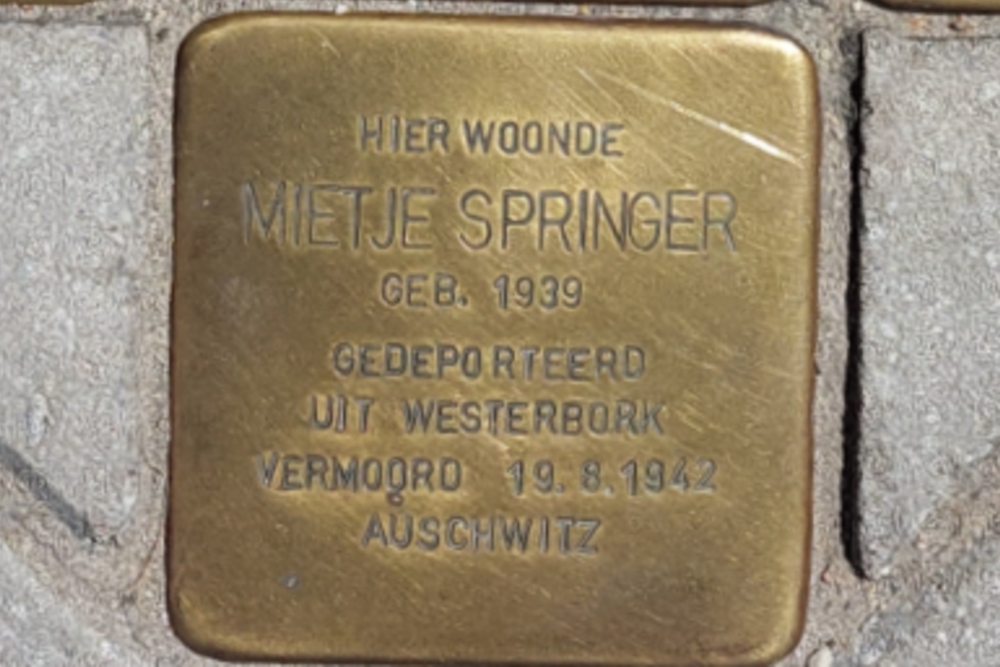 HIER WOONDE
MIETJE SPRINGER
GEB. 1939
GEDEPORTEERD
UIT WESTERBORK
VERMOORD 19.8.1942
AUSCHWITZ